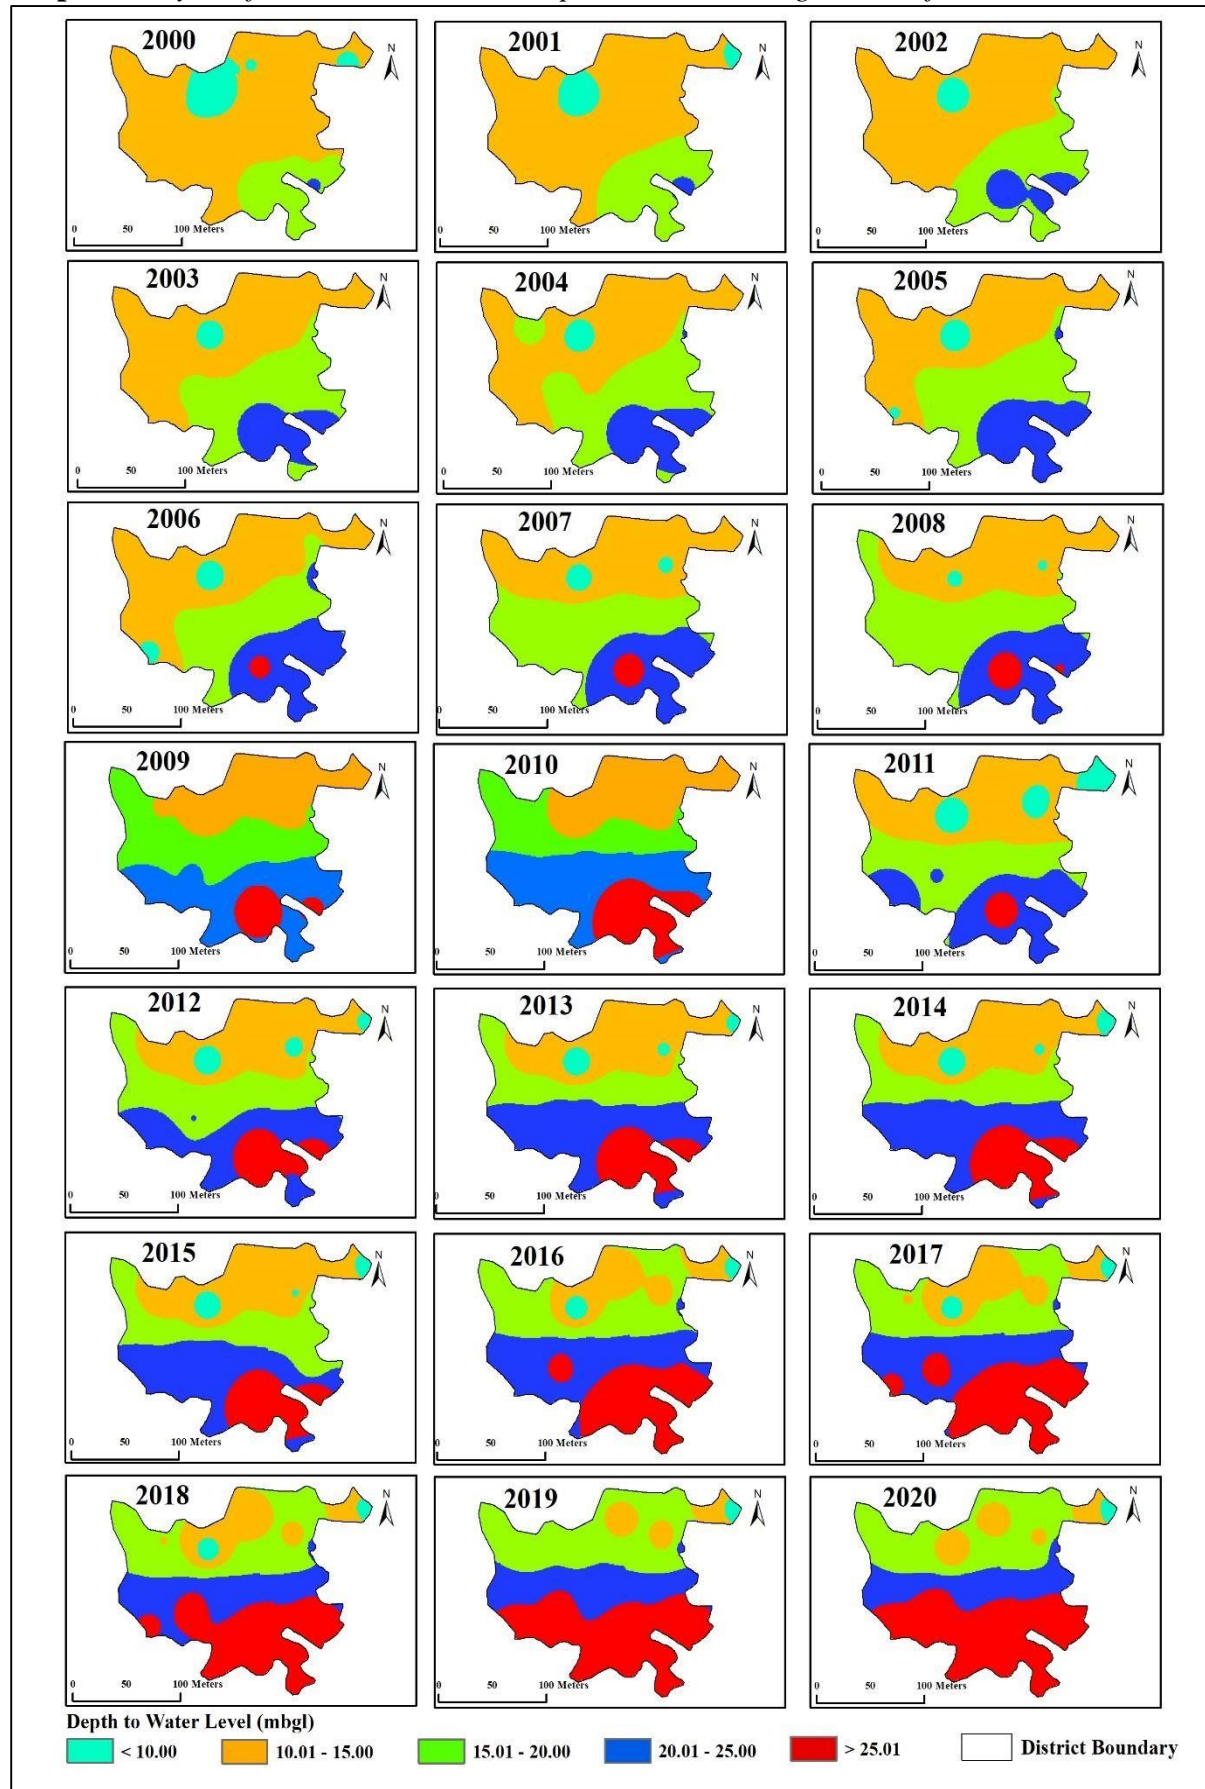 2000
N
0 50 100 Meters
2001
N
0 50 100 Meters
2002
N
0 50 100 Meters
2003
N
0 50 100 Meters
2004
N
0 50 100 Meters
2005
N
0 50 100 Meters
2006
N
0 50 100 Meters
2007
N
0 50 100 Meters
2008
N
0 50 100 Meters
2009
N
0 50 100 Meters
2010
N
0 50 100 Meters
2011
N
0 50 100 Meters
2012
N
0 50 100 Meters
2013
N
0 50 100 Meters
2014
N
0 50 100 Meters
2015
N
0 50 100 Meters
2016
N
0 50 100 Meters
2017
N
0 50 100 Meters
2018
N
0 50 100 Meters
2019
N
0 50 100 Meters
2020
N
0 50 100 Meters
Depth to Water Level (mbgl)
< 10.00 10.01 - 15.00 15.01 - 20.00 20.01 - 25.00 > 25.01 District Boundary